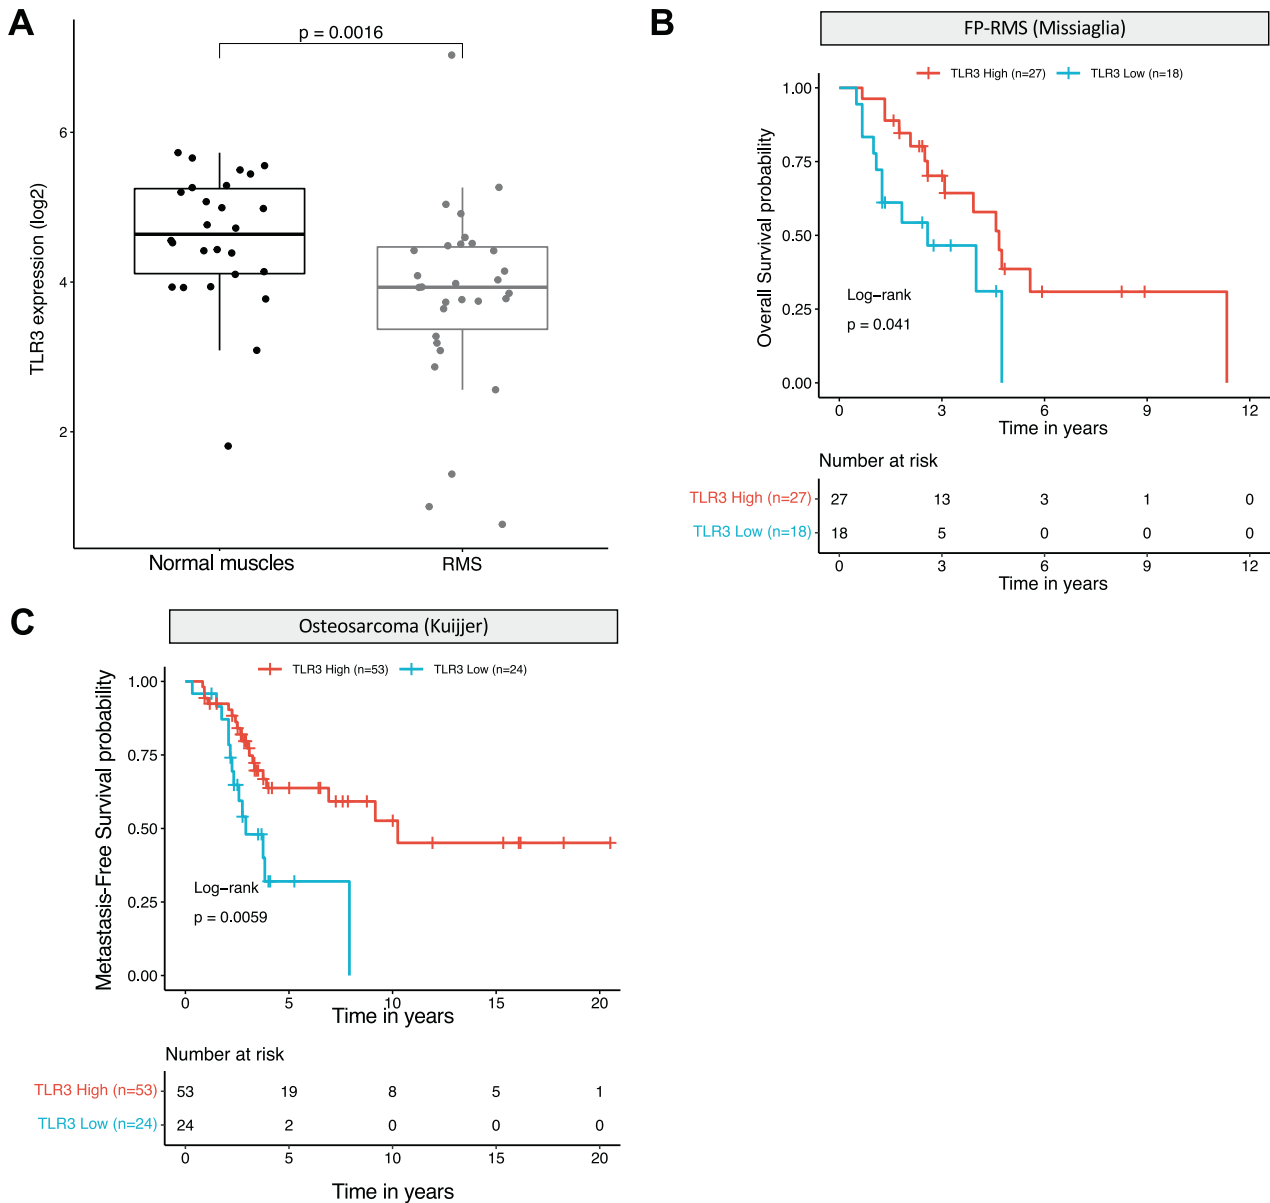 A
p = 0.0016
TLR3 expression (log2)
6
4
2
Normal muscles RMS
B
FP-RMS (Missiaglia)
TLR3 High (n=27) TLR3 Low (n=18)
Overall Survival probability
1.00
0.75
0.50
0.25
0.00
Log-rank
p = 0.041
0 3 6 9 12
Time in years
Number at risk
TLR3 High (n=27) 27 13 3 1 0
TLR3 Low (n=18) 18 5 0 0 0
0 3 6 9 12
Time in years
C
Osteosarcoma (Kuijjer)
TLR3 High (n=53) TLR3 Low (n=24)
Metastasis-Free Survival probability
1.00
0.75
0.50
0.25
0.00
Log-rank
p = 0.0059
0 5 10 15 20
Time in years
Number at risk
TLR3 High (n=53) 53 19 8 5 1
TLR3 Low (n=24) 24 2 0 0 0
0 5 10 15 20
Time in years